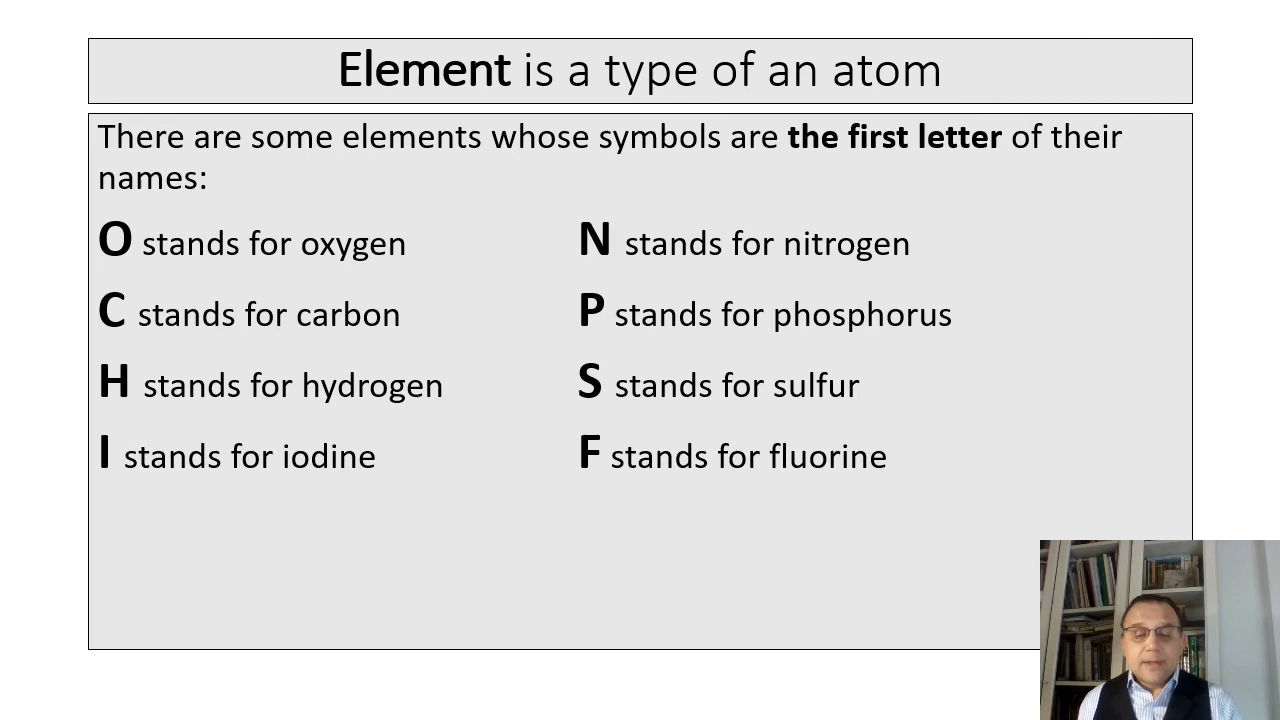 Element is a type of an atom
There are some elements whose symbols are the first letter of their
names:
O stands for oxygen
C stands for carbon
H stands for hydrogen
I stands for iodine
N stands for nitrogen
P stands for phosphorus
S stands for sulfur
F stands for fluorine